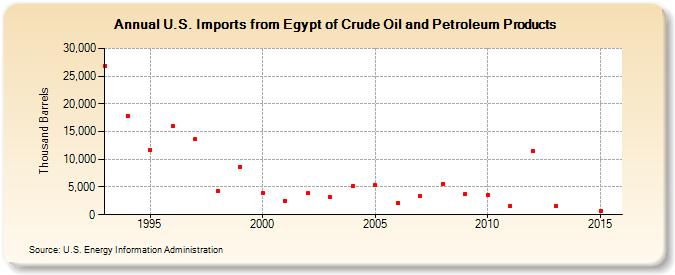 Annual U.S. Imports from Egypt of Crude Oil and Petroleum Products
Thousand Barrels
30,000
25,000
20,000
15,000
10,000
5,000
0
1995 2000 2005 2010 2015
Source: U.S. Energy Information Administration